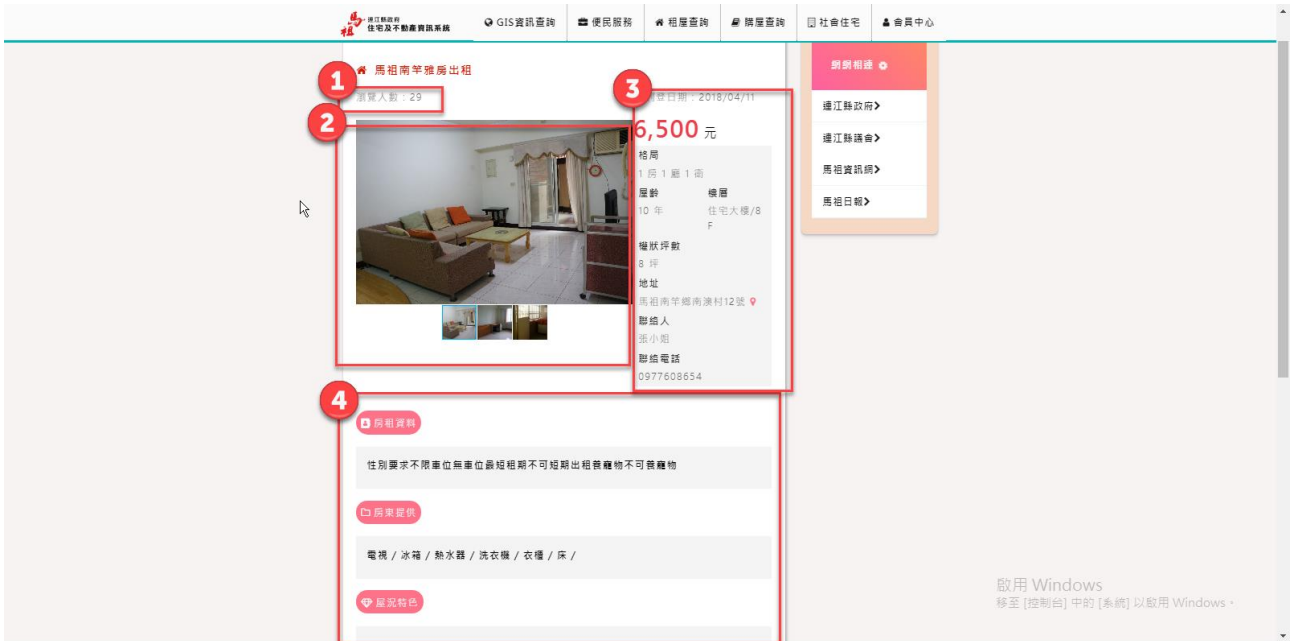 馬祖
連江縣政府
住宅及不動產資訊系統
GIS資訊查詢
便民服務
租屋查詢
購屋查詢
社會住宅
會員中心
馬祖南竿雅房出租
1
瀏覽人數：29
2
3
登日期：2018/04/11
6,500 元
格局
1 房 1 廳 1 衛
屋齡 樓層
10 年 住宅大樓/8
F
權狀坪數
8 坪
地址
馬祖南竿鄉南澳村12號
聯絡人
張小姐
聯絡電話
0977608654
網網相連
連江縣政府
連江縣議會
馬祖資訊網
馬祖日報
4
房租資料
性別要求不限車位無車位最短租期不可短期出租養寵物不可養寵物
房東提供
電視 / 冰箱 / 熱水器 / 洗衣機 / 衣櫃 / 床 /
屋況特色
啟用 Windows
移至 [控制台] 中的 [系統] 以啟用 Windows。